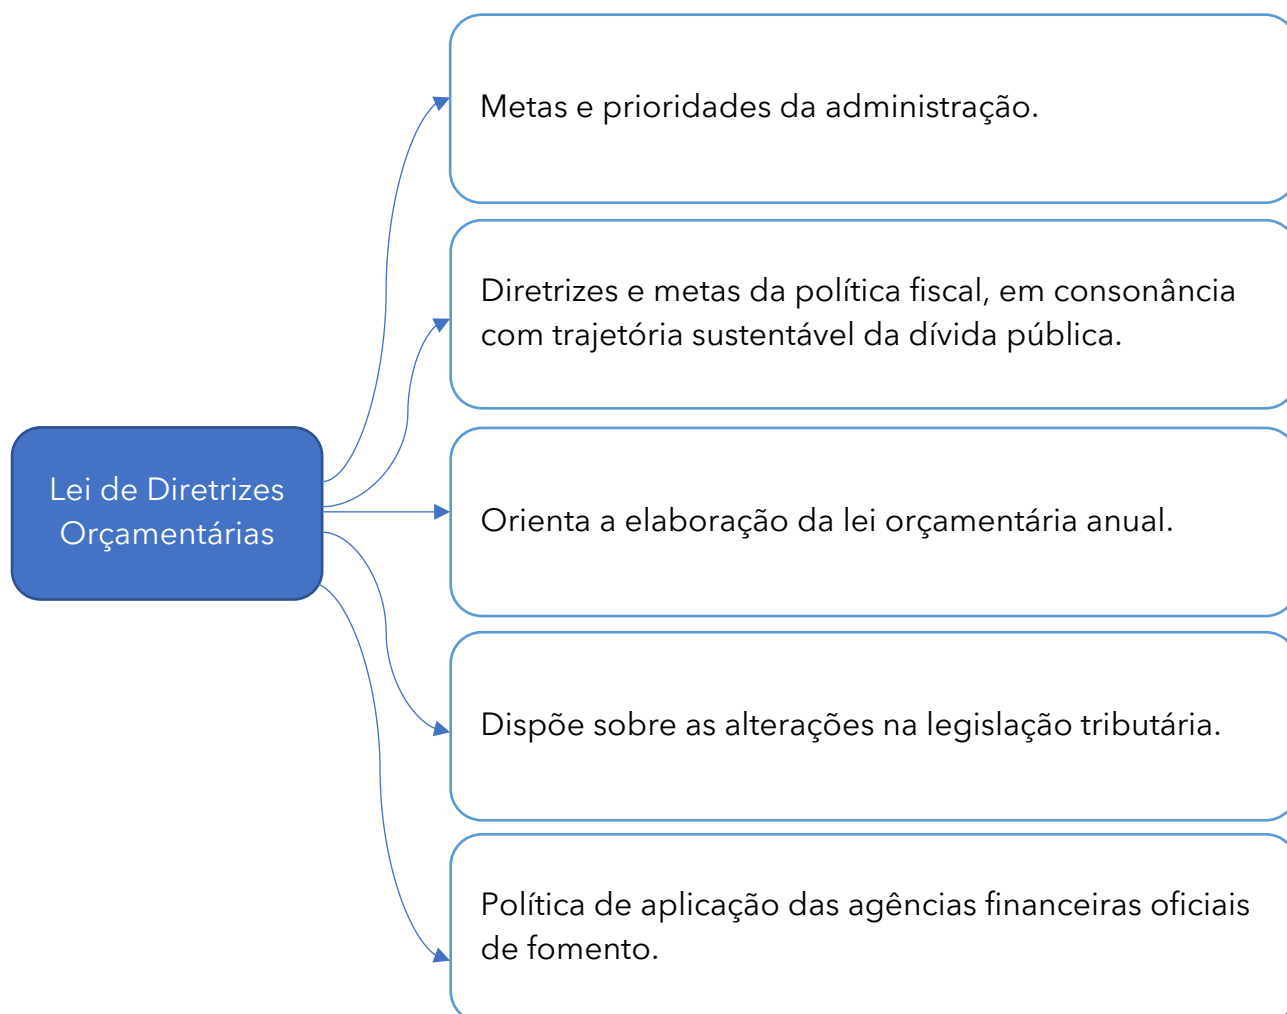 Metas e prioridades da administração.
Diretrizes e metas da política fiscal, em consonância
com trajetória sustentável da dívida pública.
Lei de Diretrizes
Orçamentárias
Orienta a elaboração da lei orçamentária anual.
Dispõe sobre as alterações na legislação tributária.
Política de aplicação das agências financeiras oficiais
de fomento.